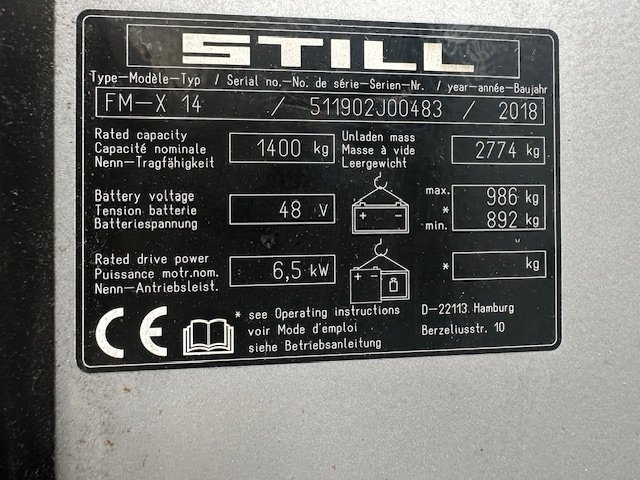 STILL
Type-Modèle-Typ / Serial no.-No. de série-Serien-Nr. / year-année-Baujahr
FM-X 14 / 511902J00483 / 2018
Rated capacity
Capacité nominale
Nenn-Tragfähigkeit
1400 kg
Unladen mass
Masse à vide
Leergewicht
2774 kg
Battery voltage
Tension batterie
Batteriespannung
48 V
+ -
max. 986 kg
*
min. 892 kg
Rated drive power
Puissance motr.nom.
Nenn-Antriebsleist.
6,5 kW
+ -
* kg
CE
* see Operating instructions
voir Mode d'emploi
siehe Betriebsanleitung
D-22113 Hamburg
Berzeliusstr. 10